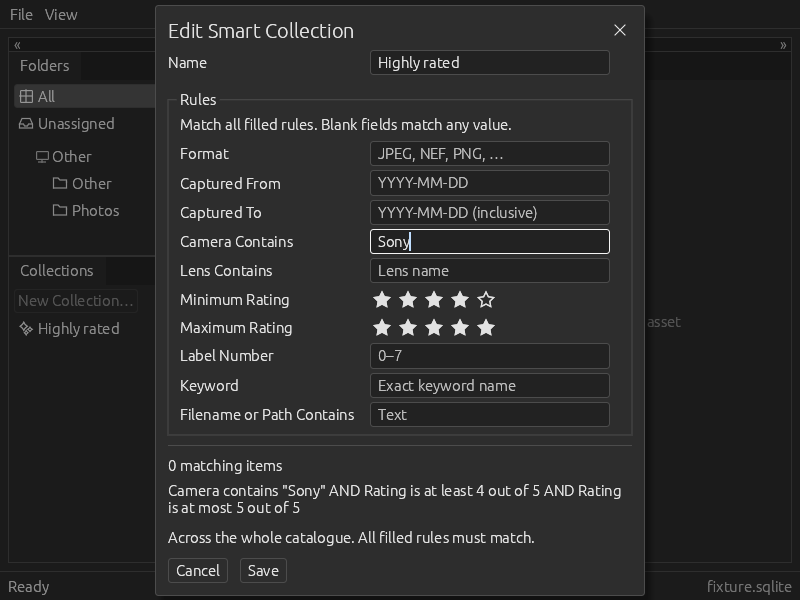 File View
«
»
Folders
All
Unassigned
Other
Other
Photos
Collections
New Collection...
Highly rated
asset
Edit Smart Collection
Name
Highly rated
Rules
Match all filled rules. Blank fields match any value.
Format
JPEG, NEF, PNG, ...
Captured From
YYYY-MM-DD
Captured To
YYYY-MM-DD (inclusive)
Camera Contains
Sony
Lens Contains
Lens name
Minimum Rating
Maximum Rating
Label Number
0–7
Keyword
Exact keyword name
Filename or Path Contains
Text
0 matching items
Camera contains "Sony" AND Rating is at least 4 out of 5 AND Rating
is at most 5 out of 5
Across the whole catalogue. All filled rules must match.
Cancel
Save
Ready
fixture.sqlite